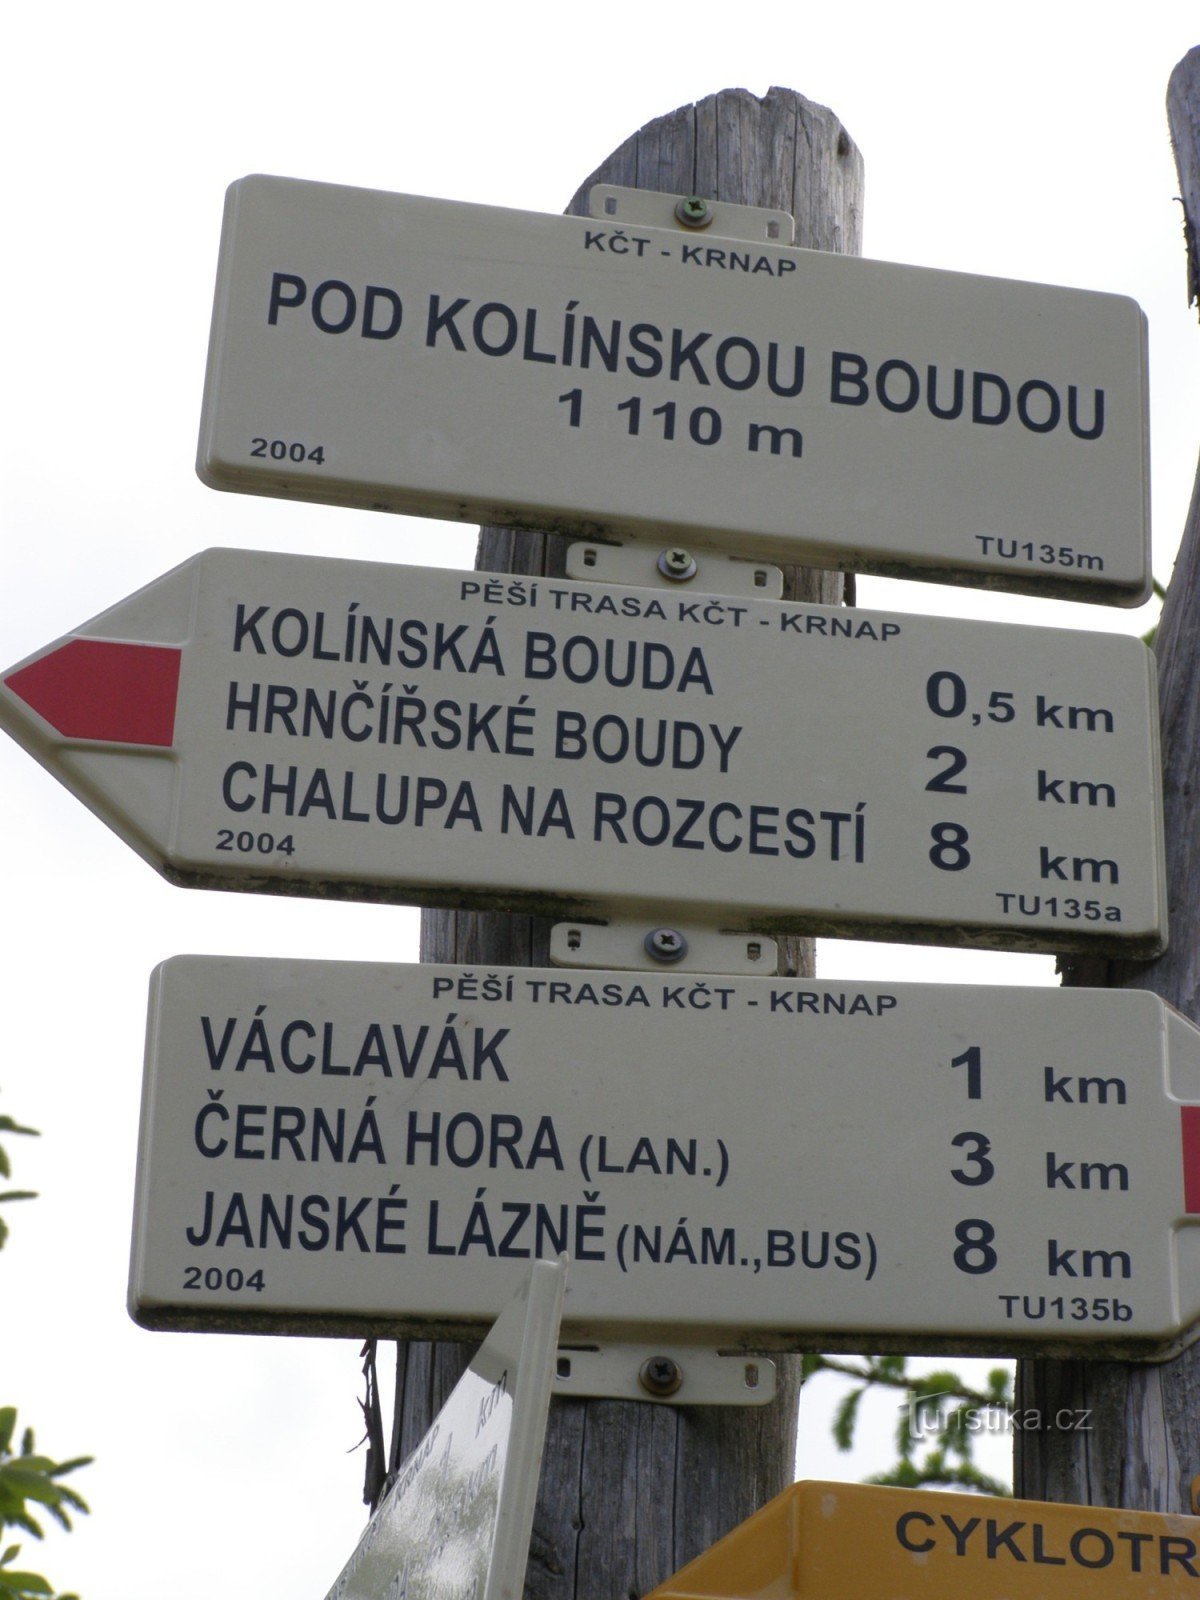 KČT - KRNAP
POD KOLÍNSKOU BOUDOU
1 110 m
2004
TU135m
PĚŠÍ TRASA KČT - KRNAP
KOLÍNSKÁ BOUDA 0,5 km
HRNČÍŘSKÉ BOUDY 2 km
CHALUPA NA ROZCESTÍ 8 km
2004
TU135a
PĚŠÍ TRASA KČT - KRNAP
VÁCLAVÁK 1 km
ČERNÁ HORA (LAN.) 3 km
JANSKÉ LÁZNĚ (NÁM.,BUS) 8 km
2004
TU135b
Turistika.cz
CYKLOTR